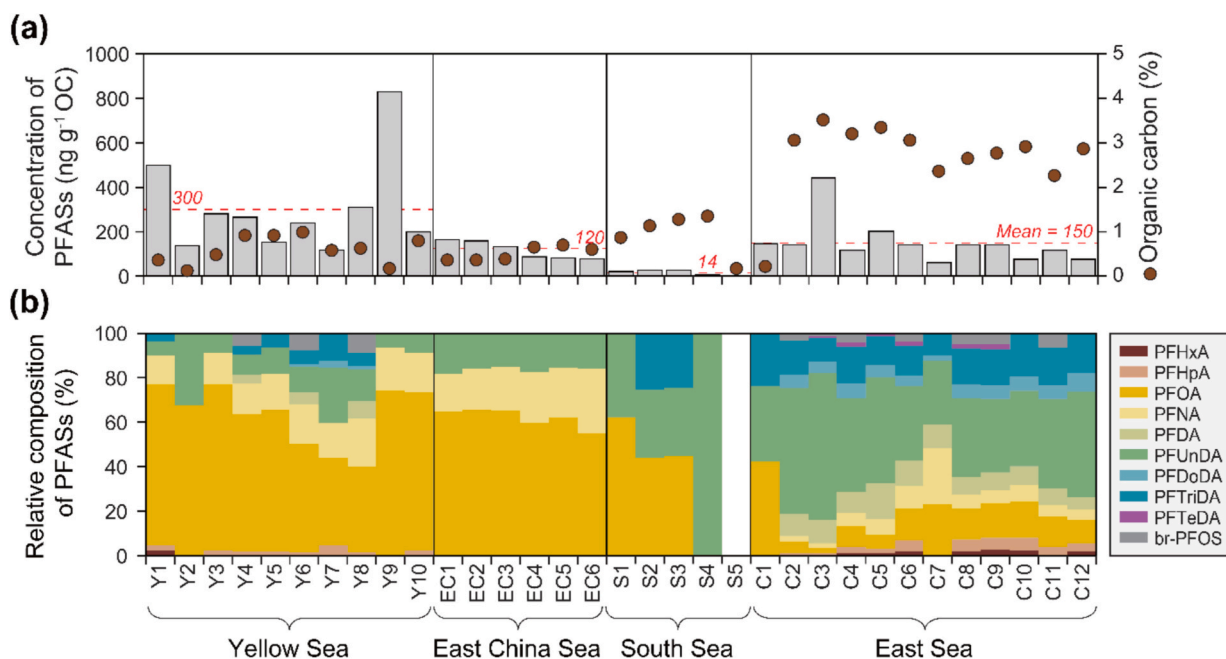 (a)
Concentration of
PFASs (ng g⁻¹ OC)
1000
800
600
400
200
0
300
120
14
Mean = 150
5
4
3
2
1
0
Organic carbon (%)
(b)
Relative composition
of PFASs (%)
100
80
60
40
20
0
PFHxA
PFHpA
PFOA
PFNA
PFDA
PFUnDA
PFDoDA
PFTriDA
PFTeDA
br-PFOS
Y1 Y2 Y3 Y4 Y5 Y6 Y7 Y8 Y9 Y10 EC1 EC2 EC3 EC4 EC5 EC6 S1 S2 S3 S4 S5 C1 C2 C3 C4 C5 C6 C7 C8 C9 C10 C11 C12
Yellow Sea East China Sea South Sea East Sea